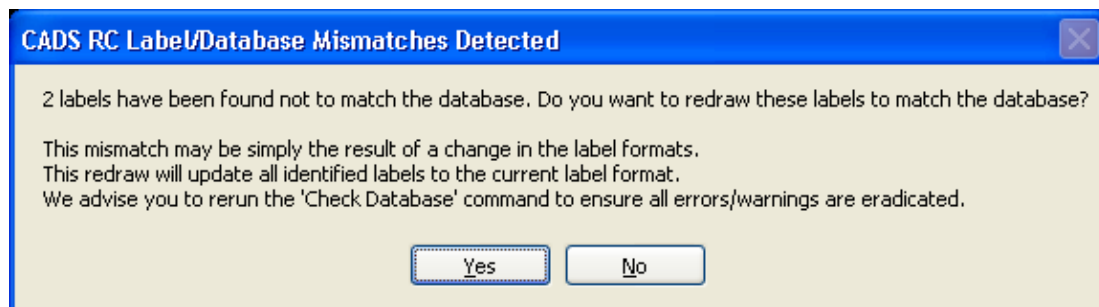 CADS RC Label/Database Mismatches Detected
2 labels have been found not to match the database. Do you want to redraw these labels to match the database?
This mismatch may be simply the result of a change in the label formats.
This redraw will update all identified labels to the current label format.
We advise you to rerun the 'Check Database' command to ensure all errors/warnings are eradicated.
Yes
No